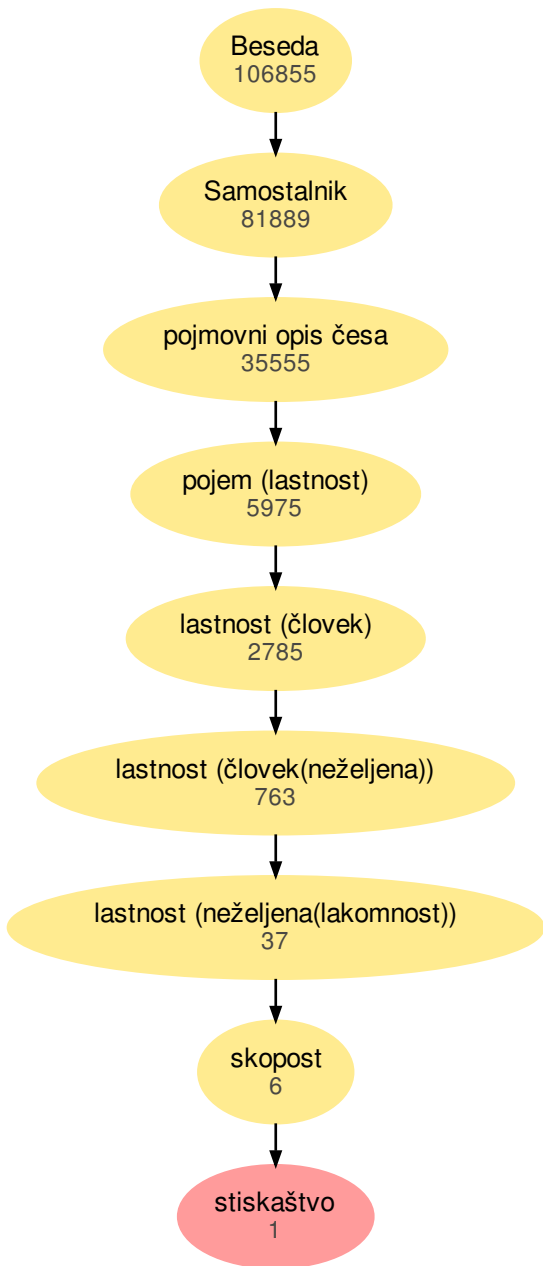 Beseda
106855
Samostalnik
81889
pojmovni opis česa
35555
pojem (lastnost)
5975
lastnost (človek)
2785
lastnost (človek(neželjena))
763
lastnost (neželjena(lakomnost))
37
skopost
6
stiskaštvo
1